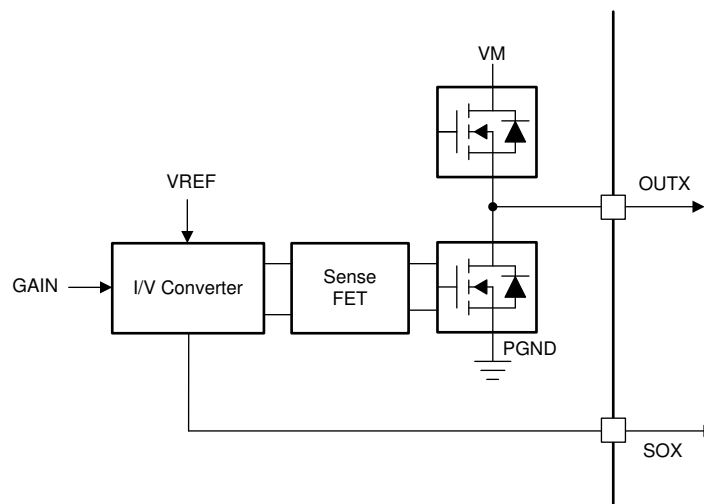 VM
VREF
OUTX
GAIN
I/V Converter
Sense
FET
PGND
SOX